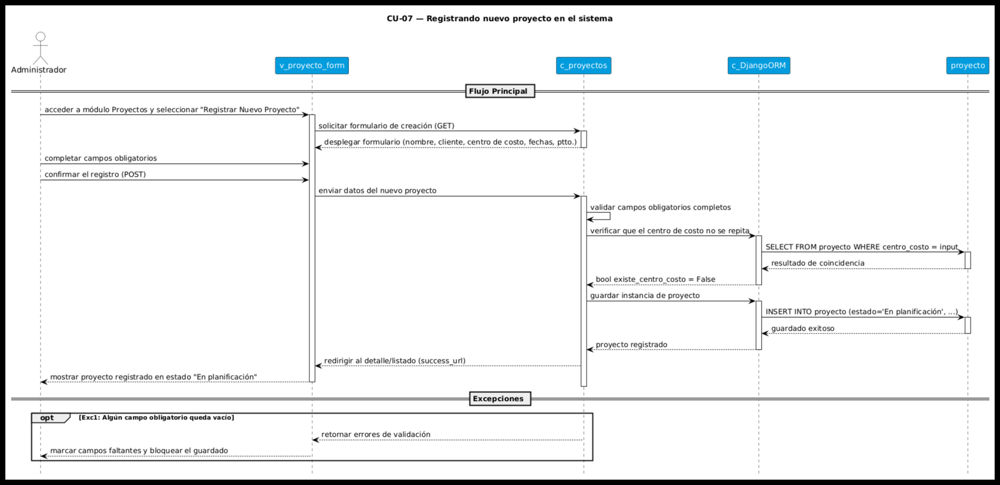 CU-07 — Registrando nuevo proyecto en el sistema
Administrador
v_proyecto_form
c_proyectos
c_DjangoORM
proyecto
Flujo Principal
acceder a módulo Proyectos y seleccionar "Registrar Nuevo Proyecto"
solicitar formulario de creación (GET)
desplegar formulario (nombre, cliente, centro de costo, fechas, ptto.)
completar campos obligatorios
confirmar el registro (POST)
enviar datos del nuevo proyecto
validar campos obligatorios completos
verificar que el centro de costo no se repita
SELECT FROM proyecto WHERE centro_costo = input
resultado de coincidencia
bool existe_centro_costo = False
guardar instancia de proyecto
INSERT INTO proyecto (estado='En planificación', ...)
guardado exitoso
proyecto registrado
redirigir al detalle/listado (success_url)
mostrar proyecto registrado en estado "En planificación"
Excepciones
opt [Exc1: Algún campo obligatorio queda vacío]
retornar errores de validación
marcar campos faltantes y bloquear el guardado